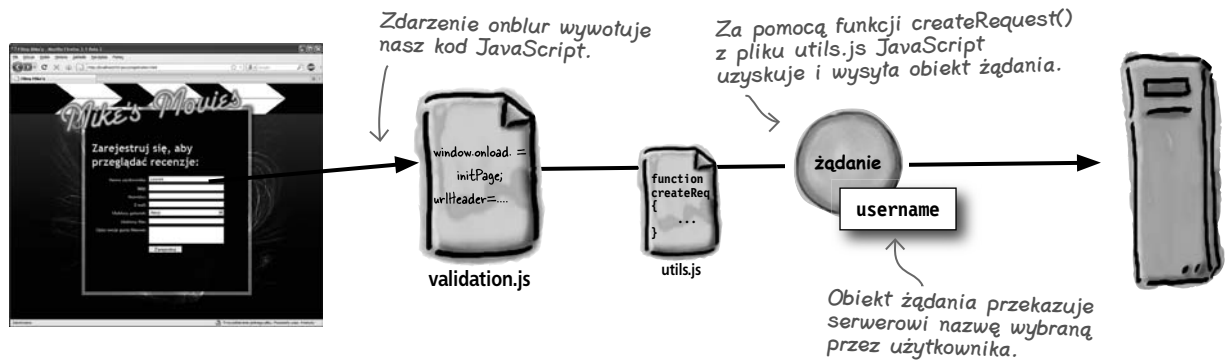 Zdarzenie onblur wywołuje
nasz kod JavaScript.
Za pomocą funkcji createRequest()
z pliku utils.js JavaScript
uzyskuje i wysyła obiekt żądania.
Mike's Movies
Zarejestruj się, aby
przeglądać recenzje:
window.onload. =
initPage;
urlHeader=....
validation.js
function
createReq
{
...
}
utils.js
żądanie
username
Obiekt żądania przekazuje
serwerowi nazwę wybraną
przez użytkownika.